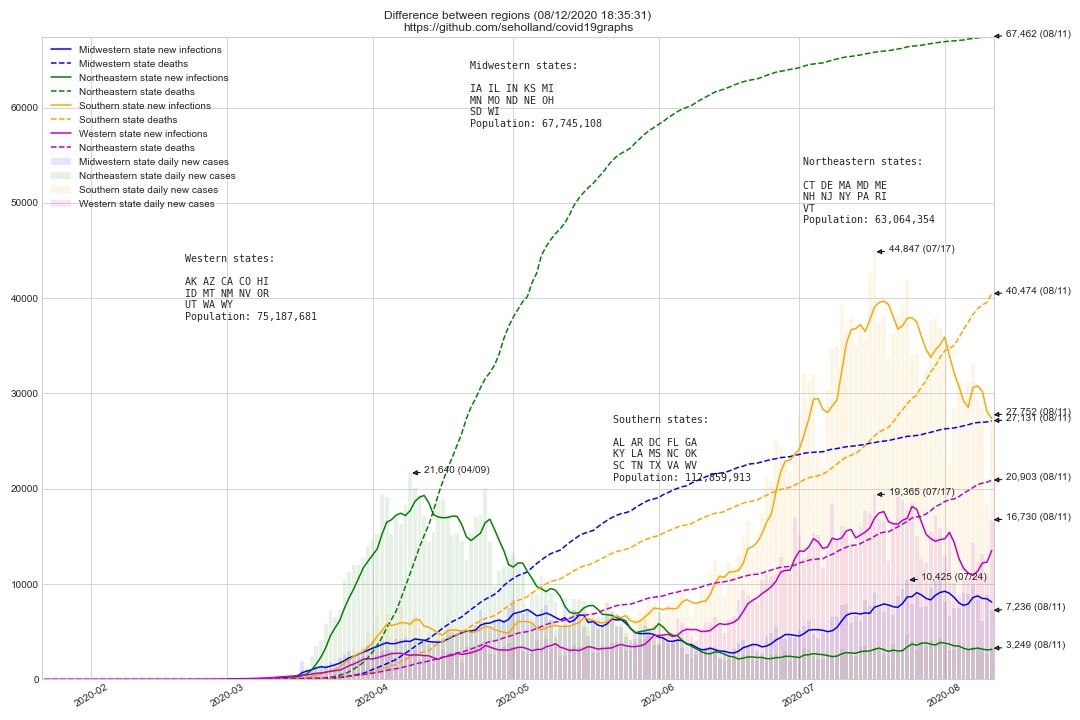 Difference between regions (08/12/2020 18:35:31)
https://github.com/seholland/covid19graphs
Midwestern state new infections
Midwestern state deaths
Northeastern state new infections
Northeastern state deaths
Southern state new infections
Southern state deaths
Western state new infections
Northeastern state deaths
Midwestern state daily new cases
Northeastern state daily new cases
Southern state daily new cases
Western state daily new cases
Midwestern states:
IA IL IN KS MI
MN MO ND NE OH
SD WI
Population: 67,745,108
Northeastern states:
CT DE MA MD ME
NH NJ NY PA RI
VT
Population: 63,064,354
Western states:
AK AZ CA CO HI
ID MT NM NV OR
UT WA WY
Population: 75,187,681
Southern states:
AL AR DC FL GA
KY LA MS NC OK
SC TN TX VA WV
Population: 112,859,913
67,462 (08/11)
44,847 (07/17)
40,474 (08/11)
27,752 (08/11)
27,131 (08/11)
21,640 (04/09)
20,903 (08/11)
19,365 (07/17)
16,730 (08/11)
10,425 (07/24)
7,236 (08/11)
3,249 (08/11)
60000
50000
40000
30000
20000
10000
0
2020-02
2020-03
2020-04
2020-05
2020-06
2020-07
2020-08